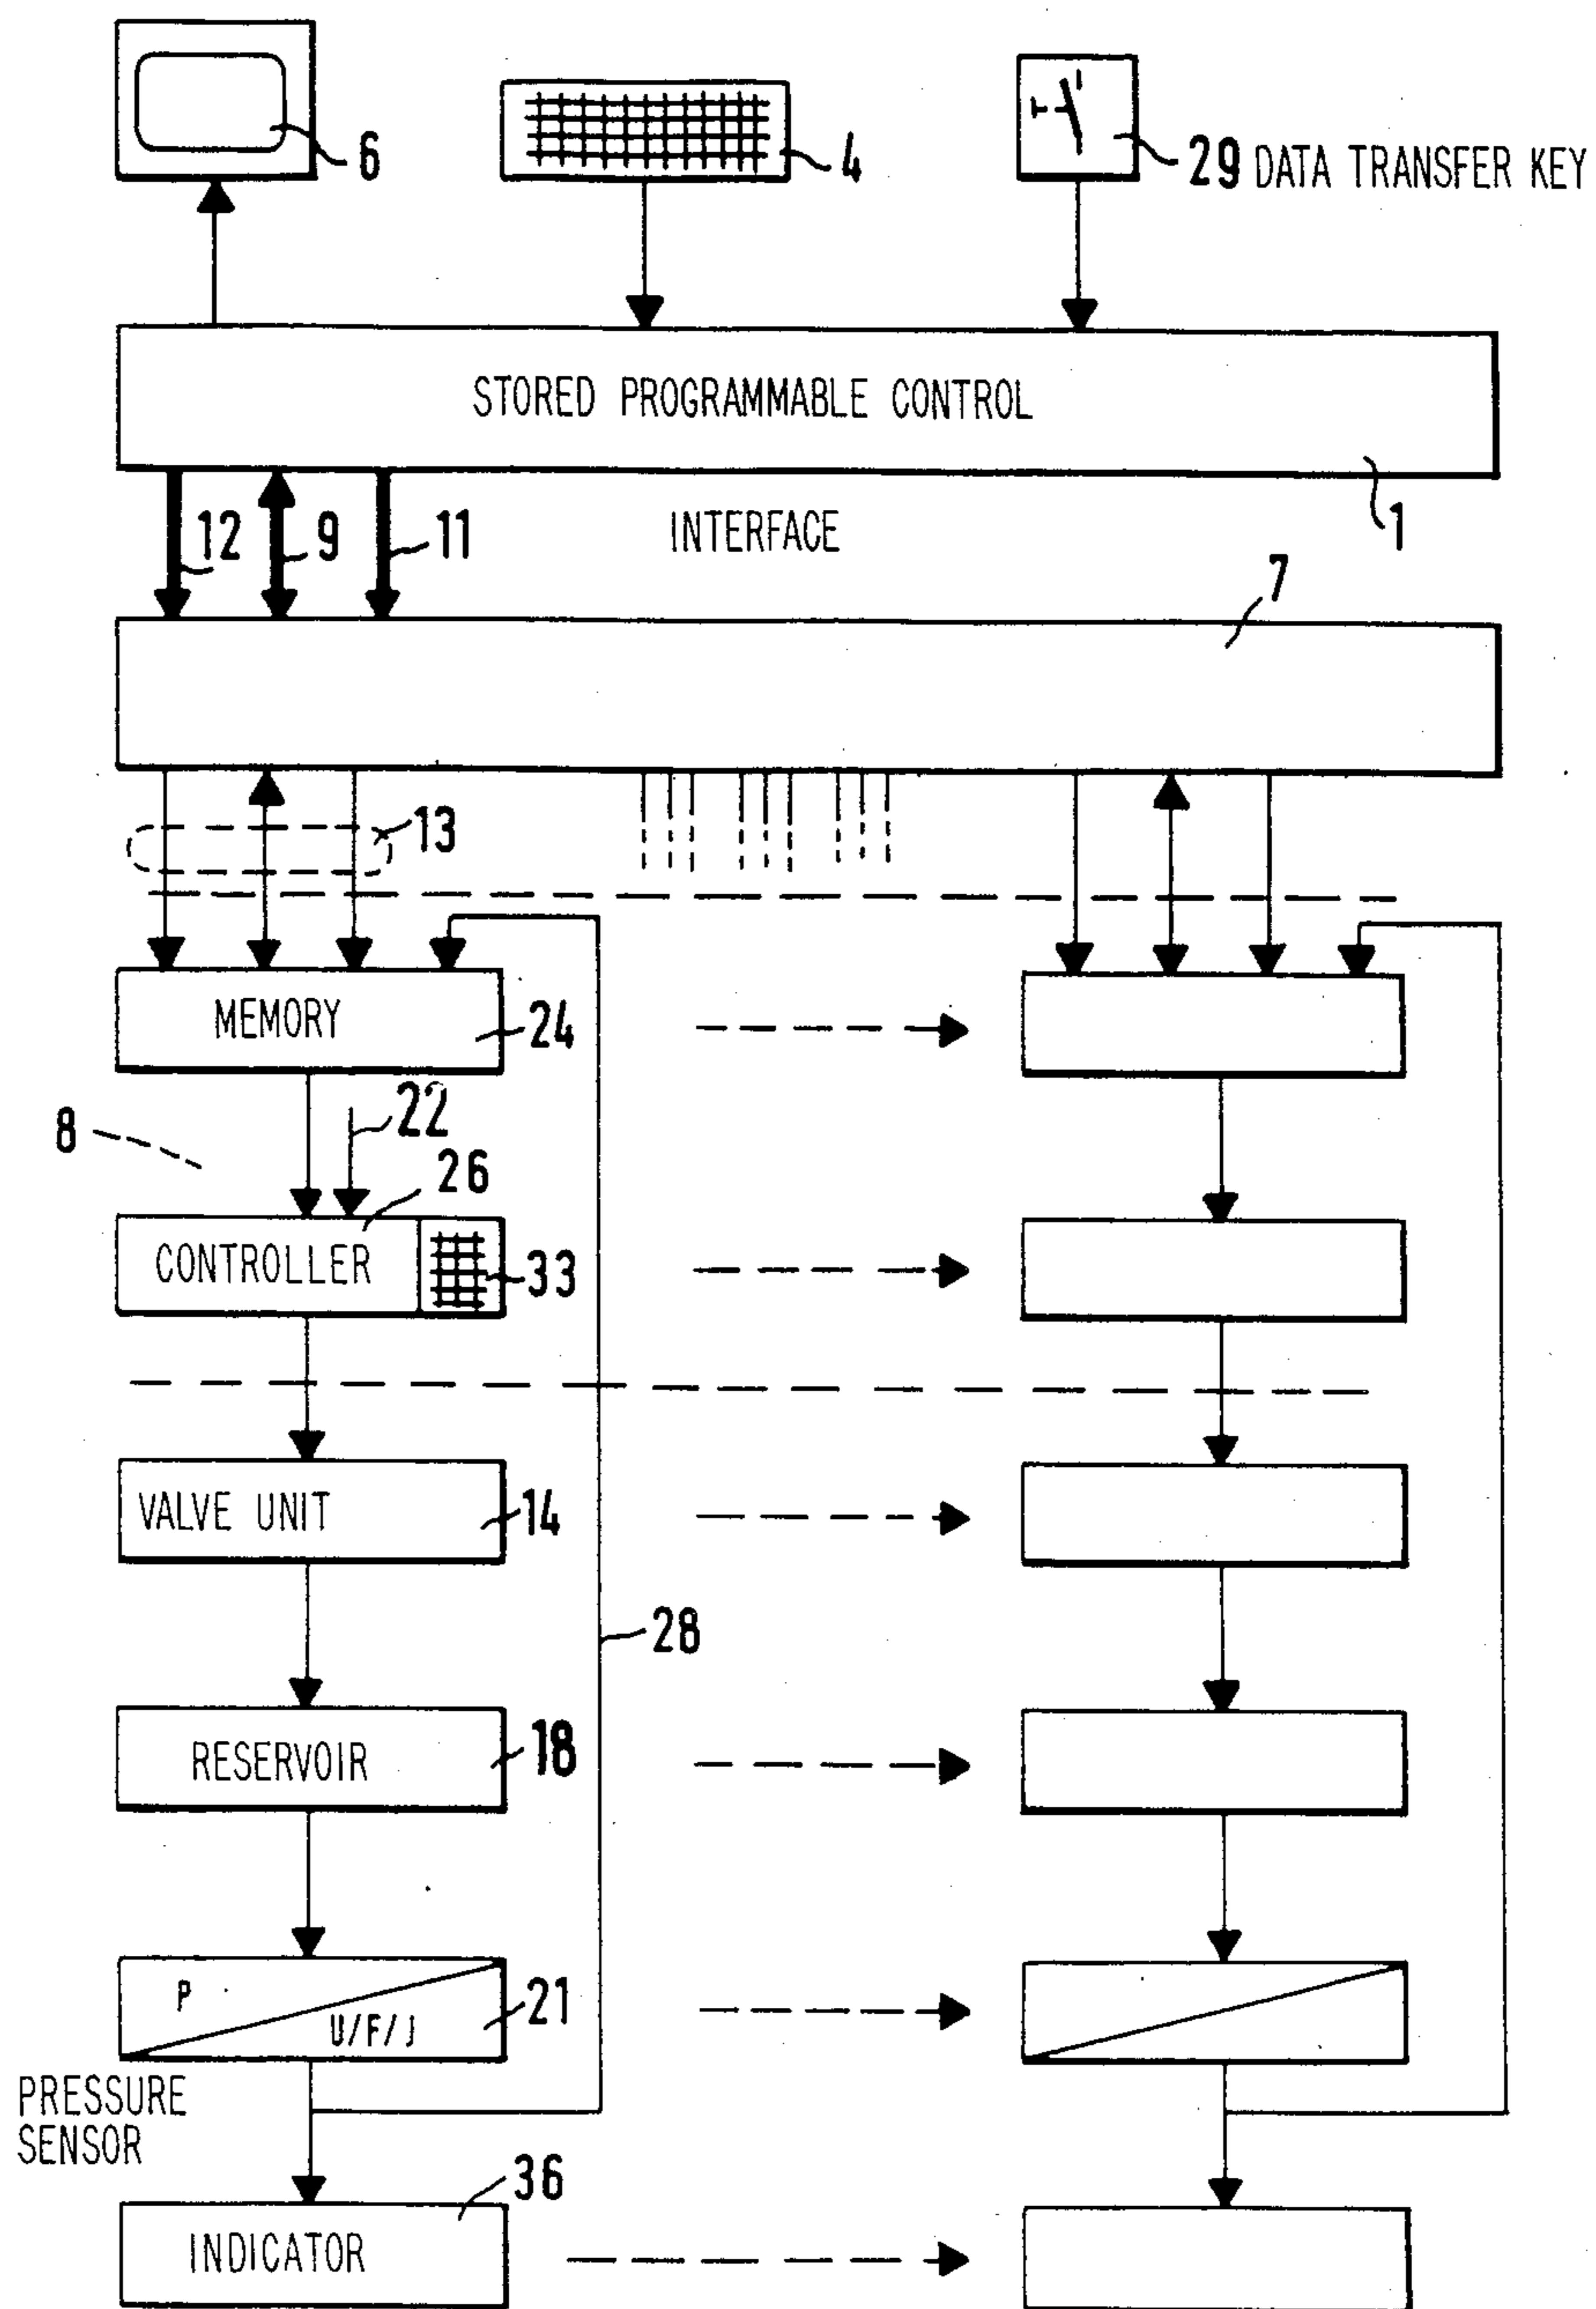 6
4
29 DATA TRANSFER KEY
STORED PROGRAMMABLE CONTROL
1
12
9
11
INTERFACE
7
13
MEMORY
24
8
22
26
CONTROLLER
33
VALVE UNIT
14
28
RESERVOIR
18
P
U/F/J
21
PRESSURE
SENSOR
36
INDICATOR